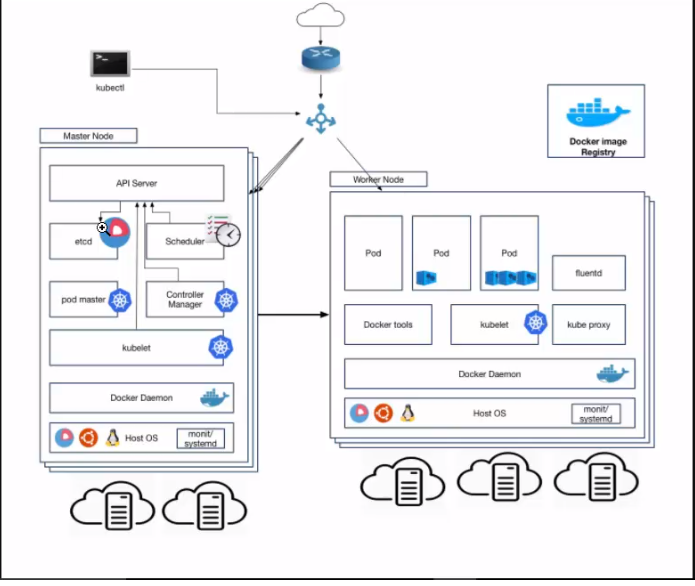 >_
kubectl
Docker image
Registry
Master Node
Worker Node
API Server
etcd
Scheduler
pod master
Controller
Manager
kubelet
Docker Daemon
Host OS
monit/
systemd
Pod
Pod
Pod
fluentd
Docker tools
kubelet
kube proxy
Docker Daemon
Host OS
monit/
systemd